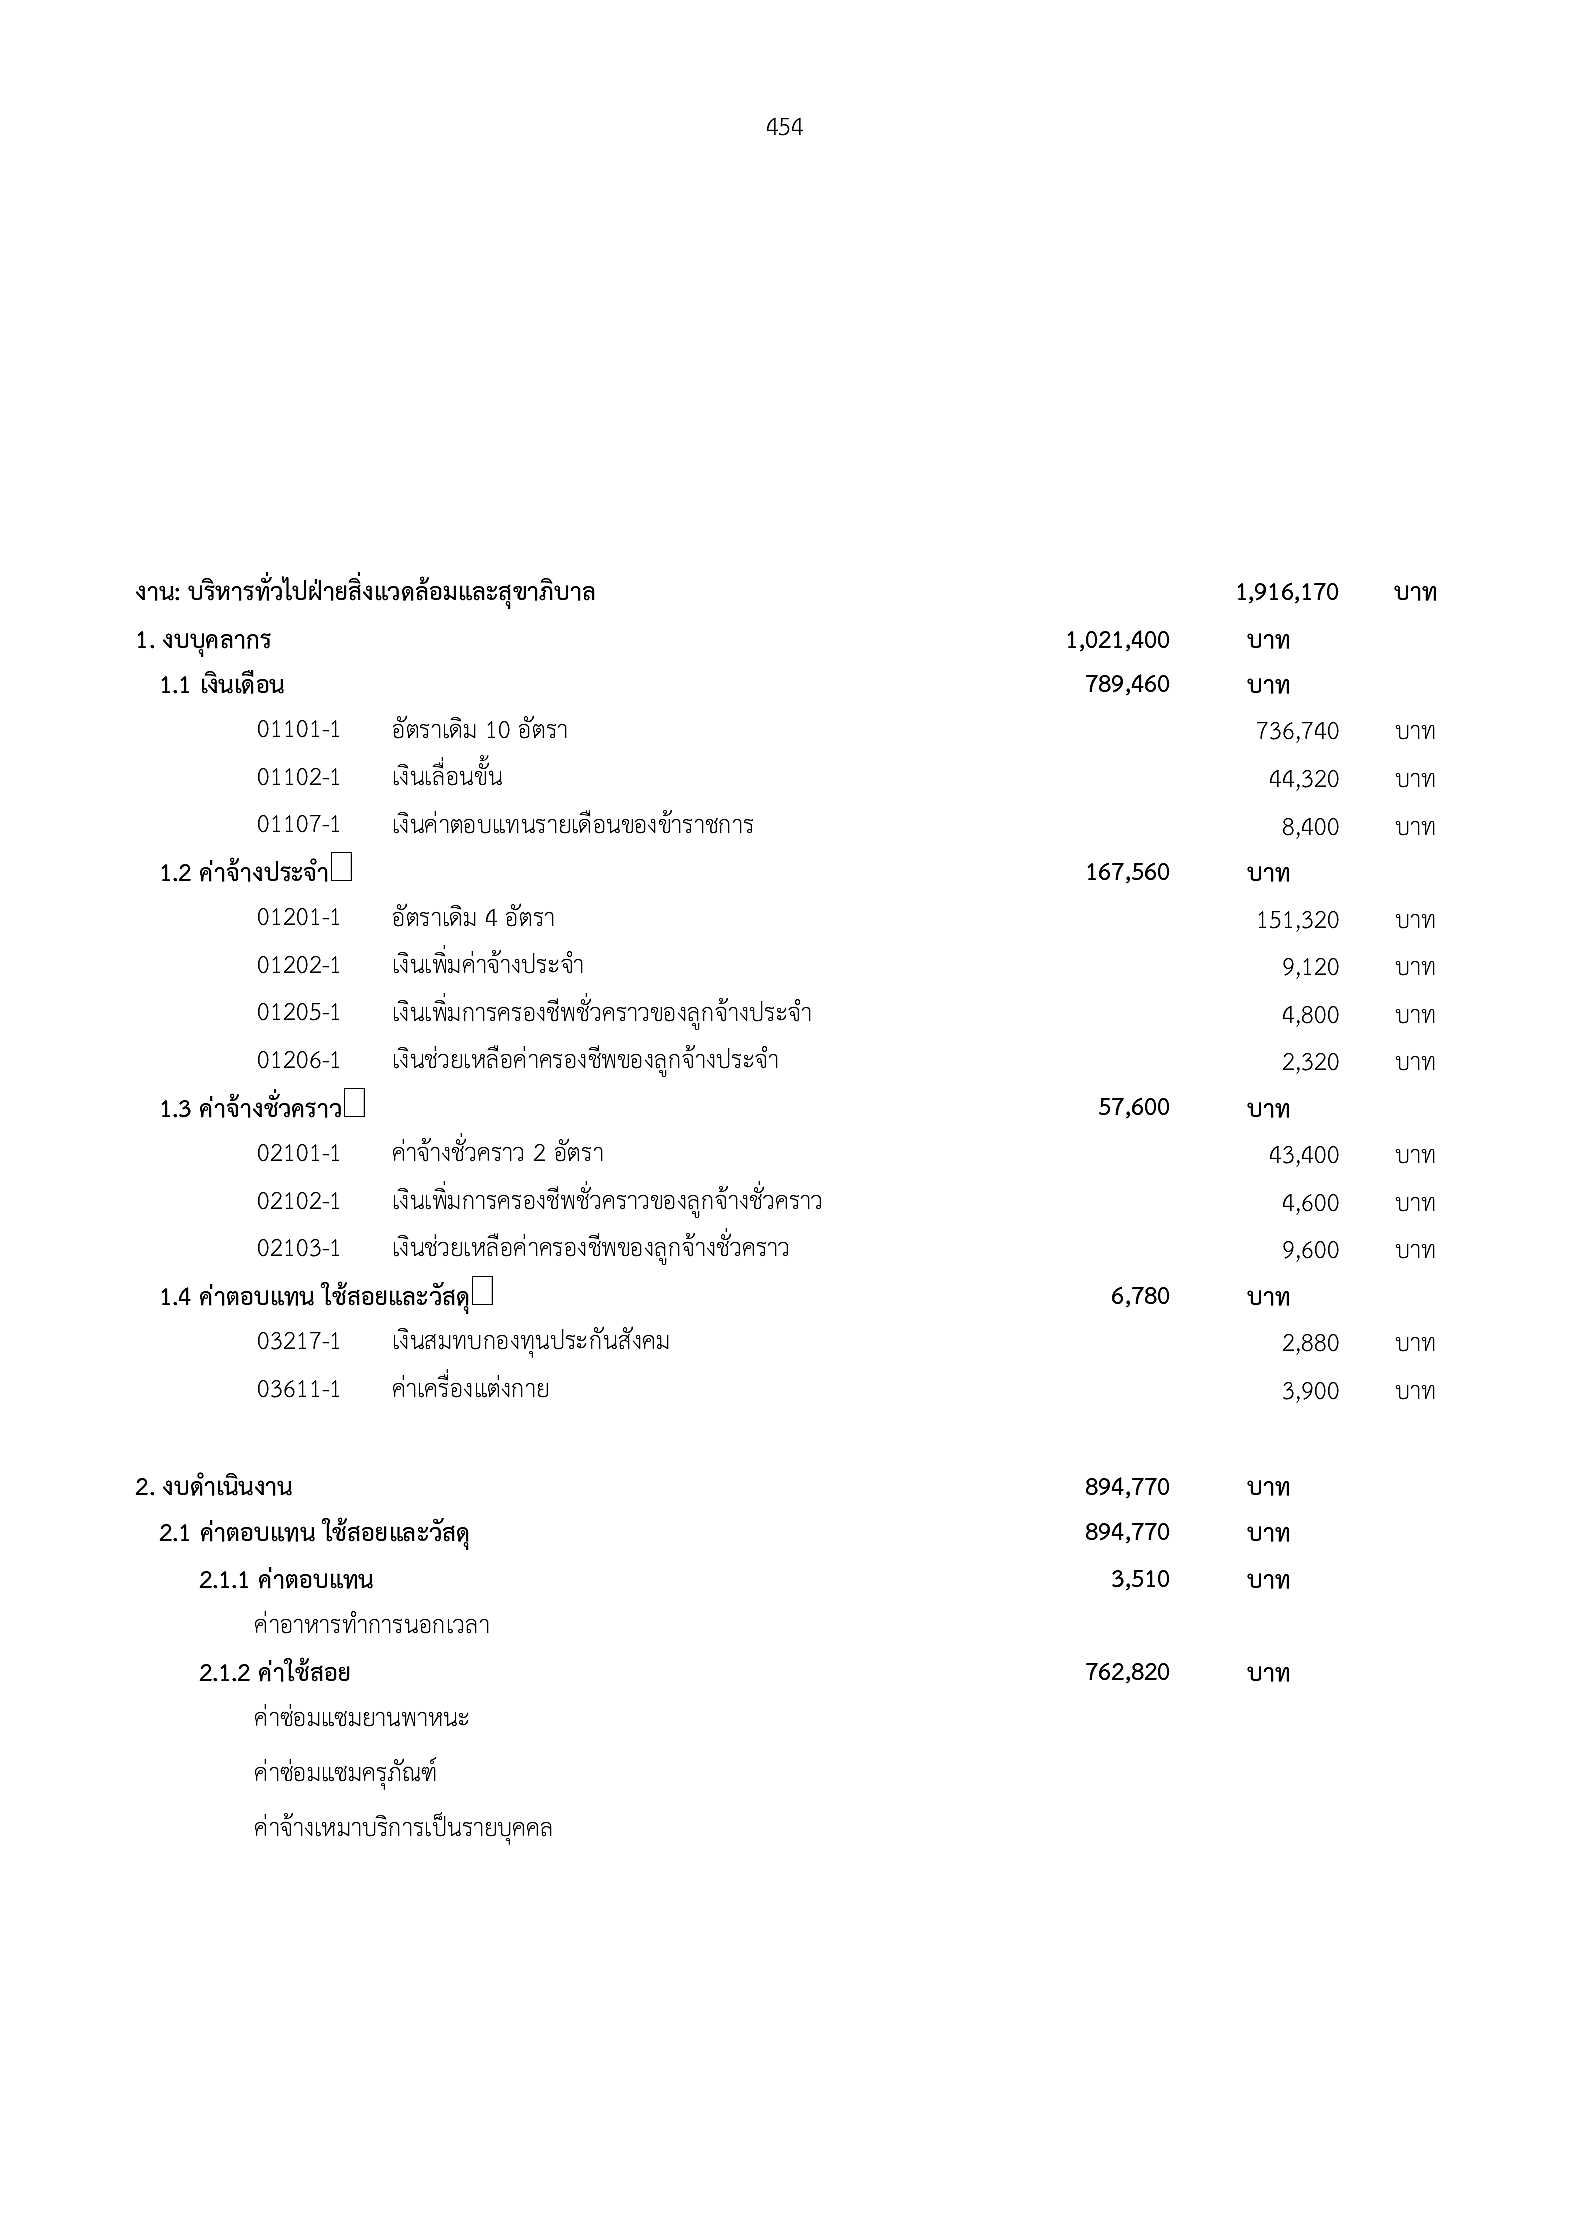 454
งาน: บริหารทั่วไปฝ่ายสิ่งแวดล้อมและสุขาภิบาล 1,916,170 บาท
1. งบบุคลากร 1,021,400 บาท
1.1 เงินเดือน 789,460 บาท
01101-1 อัตราเดิม 10 อัตรา 736,740 บาท
01102-1 เงินเลื่อนขั้น 44,320 บาท
01107-1 เงินค่าตอบแทนรายเดือนของข้าราชการ 8,400 บาท
1.2 ค่าจ้างประจำ 167,560 บาท
01201-1 อัตราเดิม 4 อัตรา 151,320 บาท
01202-1 เงินเพิ่มค่าจ้างประจำ 9,120 บาท
01205-1 เงินเพิ่มการครองชีพชั่วคราวของลูกจ้างประจำ 4,800 บาท
01206-1 เงินช่วยเหลือค่าครองชีพของลูกจ้างประจำ 2,320 บาท
1.3 ค่าจ้างชั่วคราว 57,600 บาท
02101-1 ค่าจ้างชั่วคราว 2 อัตรา 43,400 บาท
02102-1 เงินเพิ่มการครองชีพชั่วคราวของลูกจ้างชั่วคราว 4,600 บาท
02103-1 เงินช่วยเหลือค่าครองชีพของลูกจ้างชั่วคราว 9,600 บาท
1.4 ค่าตอบแทน ใช้สอยและวัสดุ 6,780 บาท
03217-1 เงินสมทบกองทุนประกันสังคม 2,880 บาท
03611-1 ค่าเครื่องแต่งกาย 3,900 บาท
2. งบดำเนินงาน 894,770 บาท
2.1 ค่าตอบแทน ใช้สอยและวัสดุ 894,770 บาท
2.1.1 ค่าตอบแทน 3,510 บาท
ค่าอาหารทำการนอกเวลา
2.1.2 ค่าใช้สอย 762,820 บาท
ค่าซ่อมแซมยานพาหนะ
ค่าซ่อมแซมครุภัณฑ์
ค่าจ้างเหมาบริการเป็นรายบุคคล